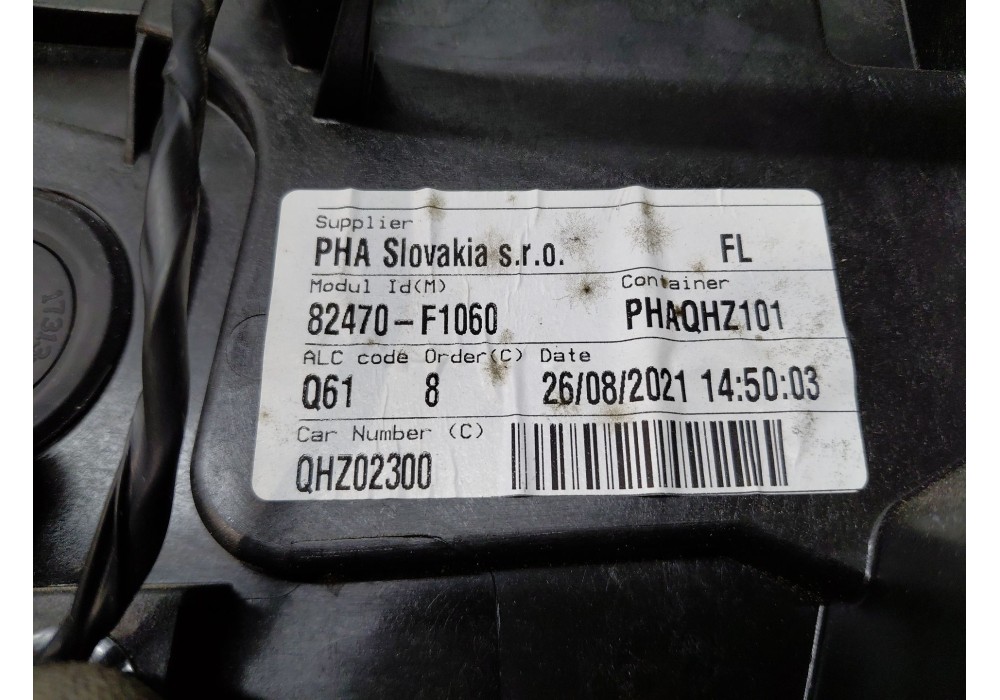 Supplier
PHA Slovakia s.r.o. FL
Modul Id(M) Container
82470-F1060 PHAQHZ101
ALC code Order(C) Date
Q61 8 26/08/2021 14:50:03
Car Number (C)
QHZ02300